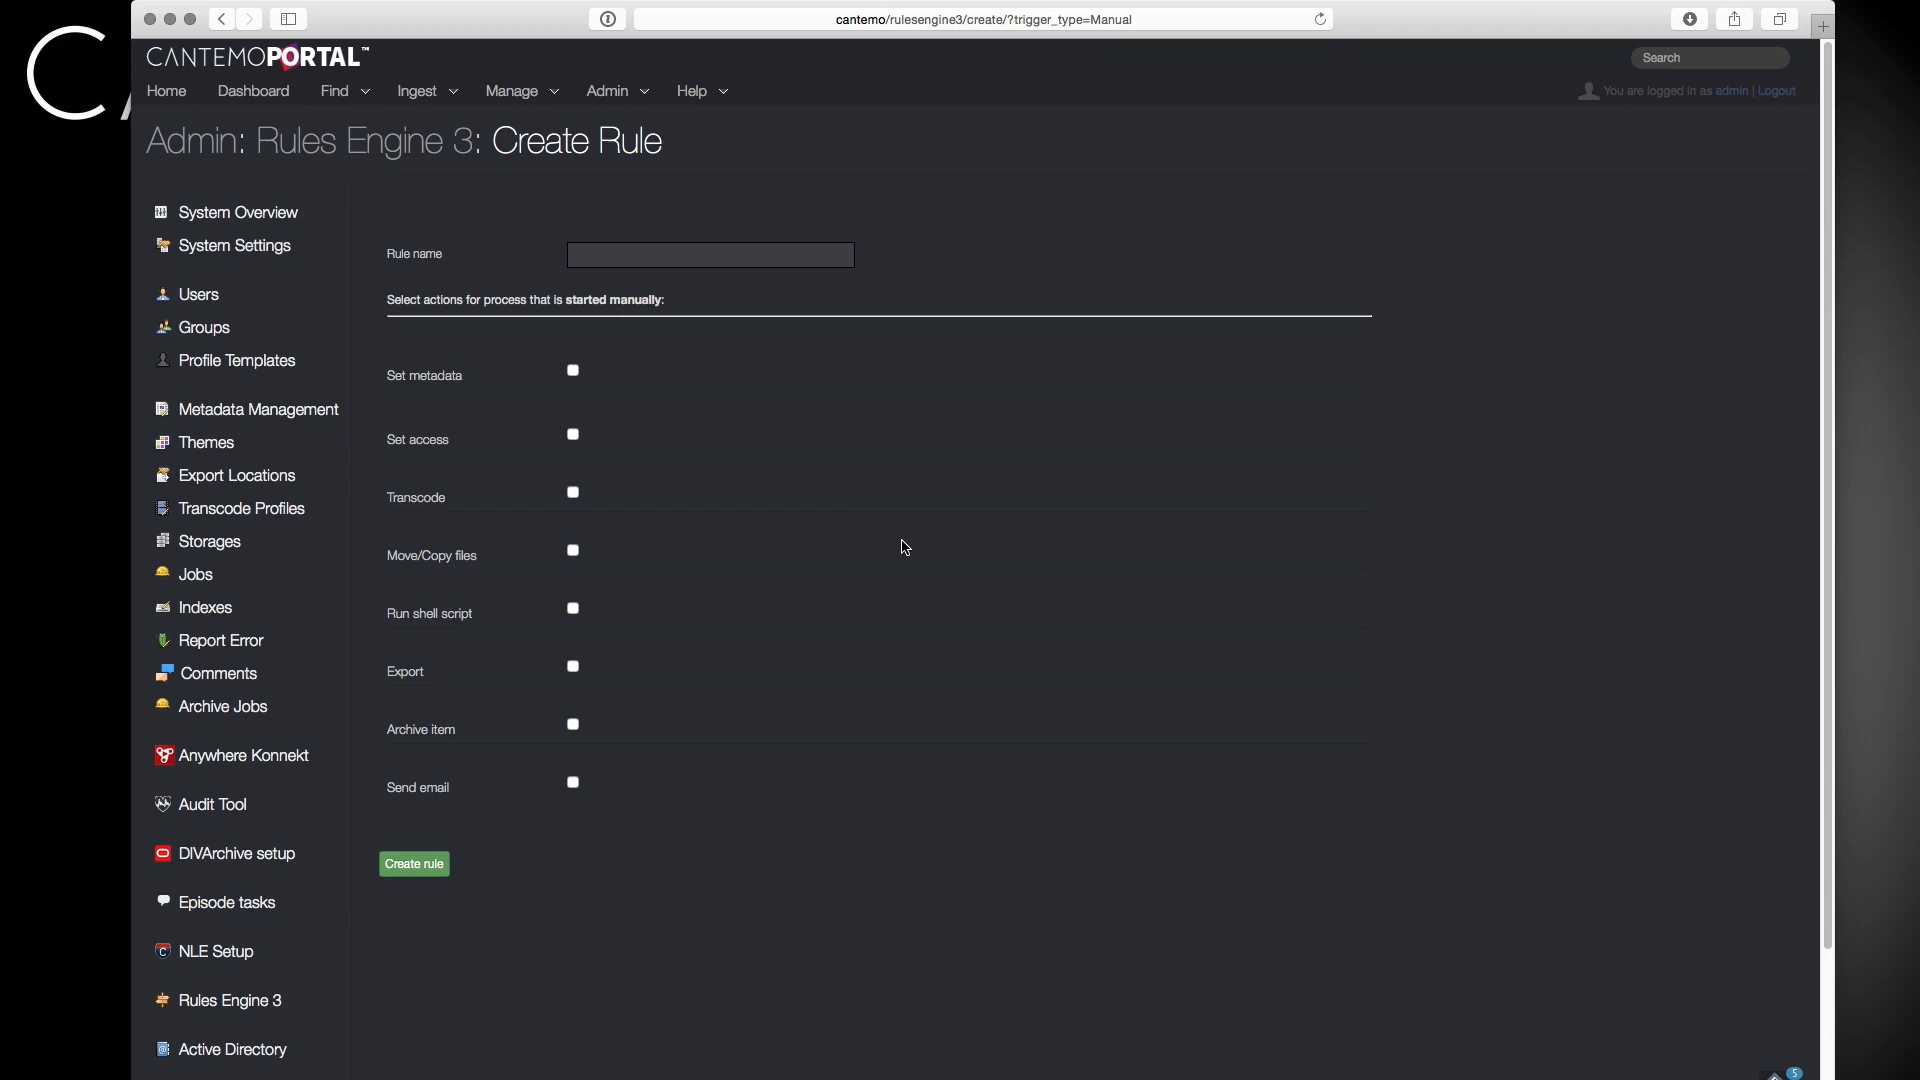 cantemo/rulesengine3/create/?trigger_type=Manual
CANTEMOPORTAL™
Search
Home Dashboard Find Ingest Manage Admin Help
You are logged in as admin | Logout
Admin: Rules Engine 3: Create Rule
System Overview
System Settings
Users
Groups
Profile Templates
Metadata Management
Themes
Export Locations
Transcode Profiles
Storages
Jobs
Indexes
Report Error
Comments
Archive Jobs
Anywhere Konnekt
Audit Tool
DIVArchive setup
Episode tasks
NLE Setup
Rules Engine 3
Active Directory
Rule name
Select actions for process that is started manually:
Set metadata
Set access
Transcode
Move/Copy files
Run shell script
Export
Archive item
Send email
Create rule
5